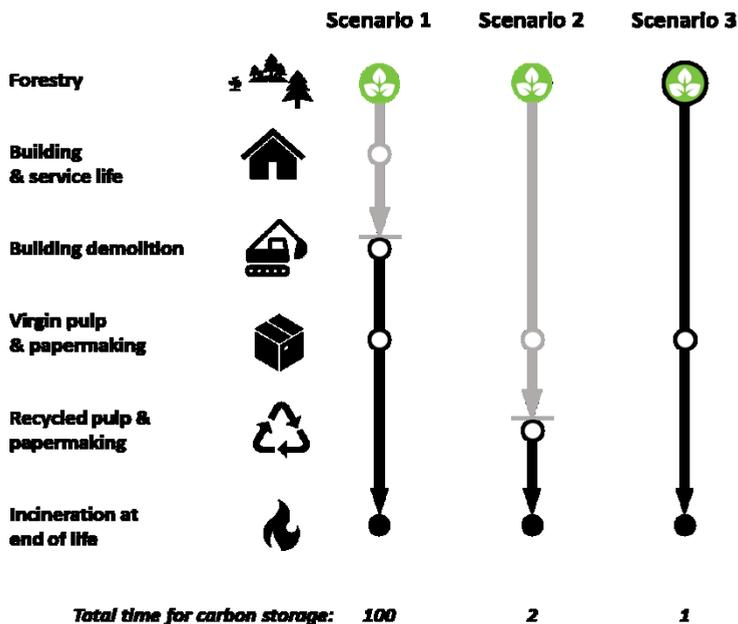 Scenario 1 Scenario 2 Scenario 3
Forestry
Building
& service life
Building demolition
Virgin pulp
& papermaking
Recycled pulp &
papermaking
Incineration at
end of life
Total time for carbon storage: 100 2 1